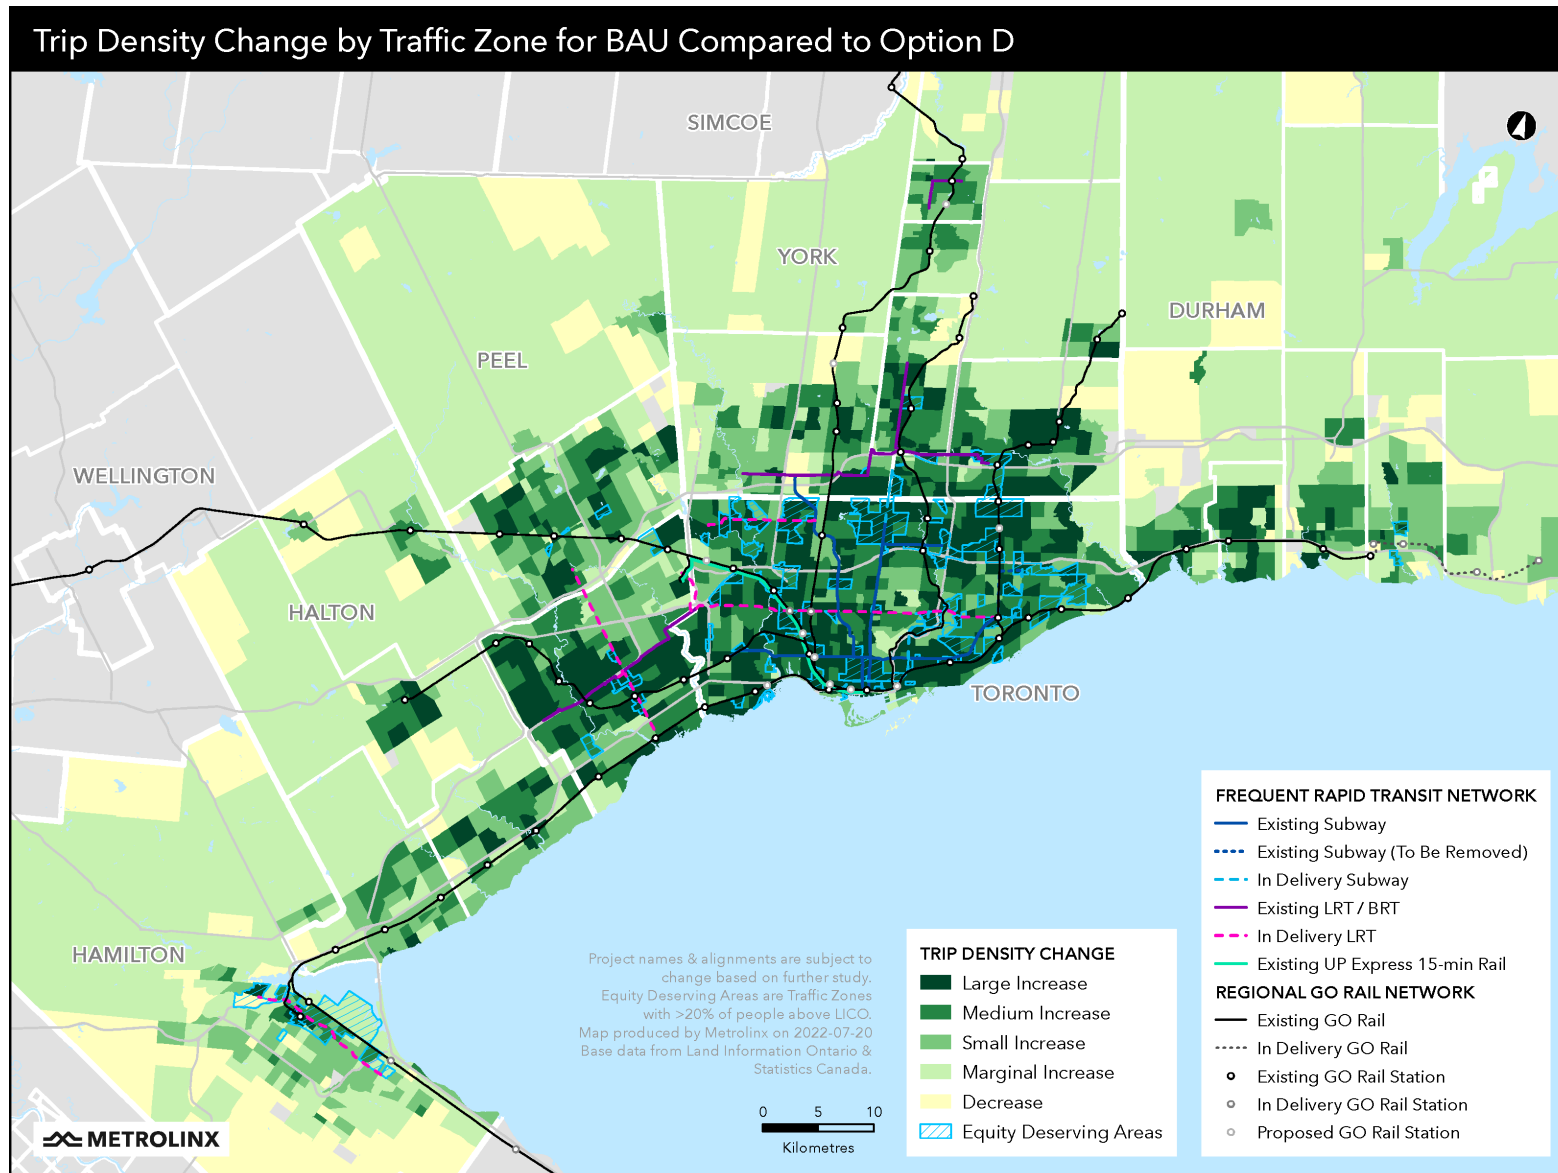 Trip Density Change by Traffic Zone for BAU Compared to Option D
SIMCOE
YORK
DURHAM
PEEL
WELLINGTON
HALTON
TORONTO
HAMILTON
Project names & alignments are subject to
change based on further study.
Equity Deserving Areas are Traffic Zones
with >20% of people above LICO.
Map produced by Metrolinx on 2022-07-20
Base data from Land Information Ontario &
Statistics Canada.
0 5 10
Kilometres
METROLINX
TRIP DENSITY CHANGE
Large Increase
Medium Increase
Small Increase
Marginal Increase
Decrease
Equity Deserving Areas
FREQUENT RAPID TRANSIT NETWORK
Existing Subway
Existing Subway (To Be Removed)
In Delivery Subway
Existing LRT / BRT
In Delivery LRT
Existing UP Express 15-min Rail
REGIONAL GO RAIL NETWORK
Existing GO Rail
In Delivery GO Rail
Existing GO Rail Station
In Delivery GO Rail Station
Proposed GO Rail Station